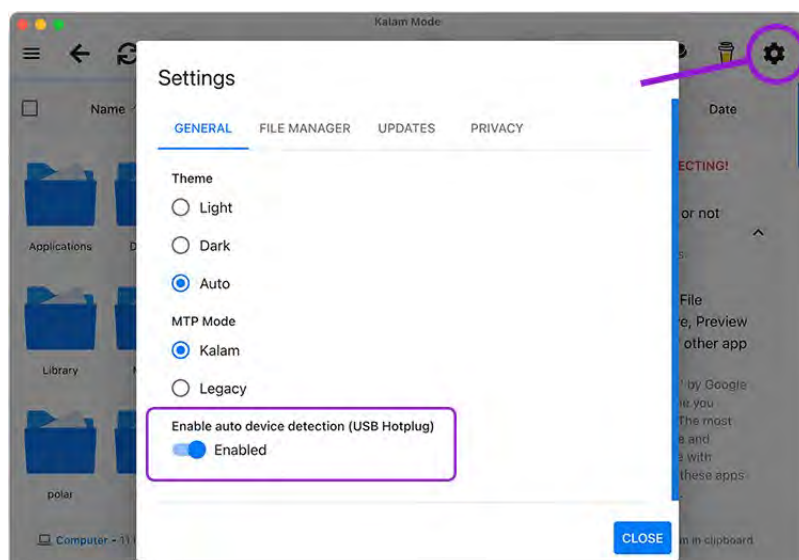 Kalam Mode
Settings
Name
Date
GENERAL FILE MANAGER UPDATES PRIVACY
ECTING!
Theme
Light
or not
Dark
Applications D
s.
Auto
File
MTP Mode
e, Preview
Kalam
other app
Library
Legacy
' by Google
ne you
The most
Enable auto device detection (USB Hotplug)
e and
Enabled
e with
these apps
polar
Computer • 11
CLOSE
m in clipboard